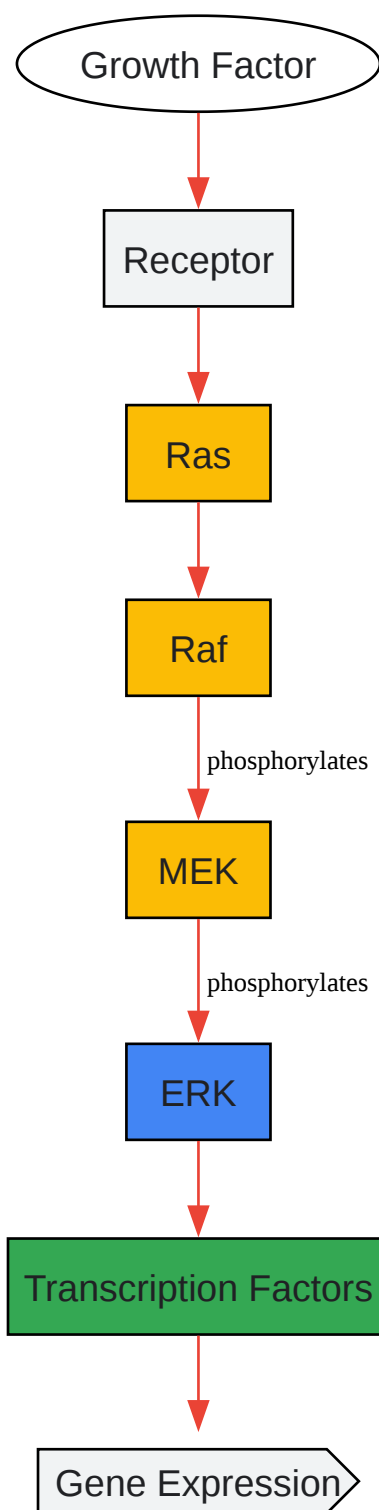 Growth Factor
Receptor
Ras
Raf
phosphorylates
MEK
phosphorylates
ERK
Transcription Factors
Gene Expression